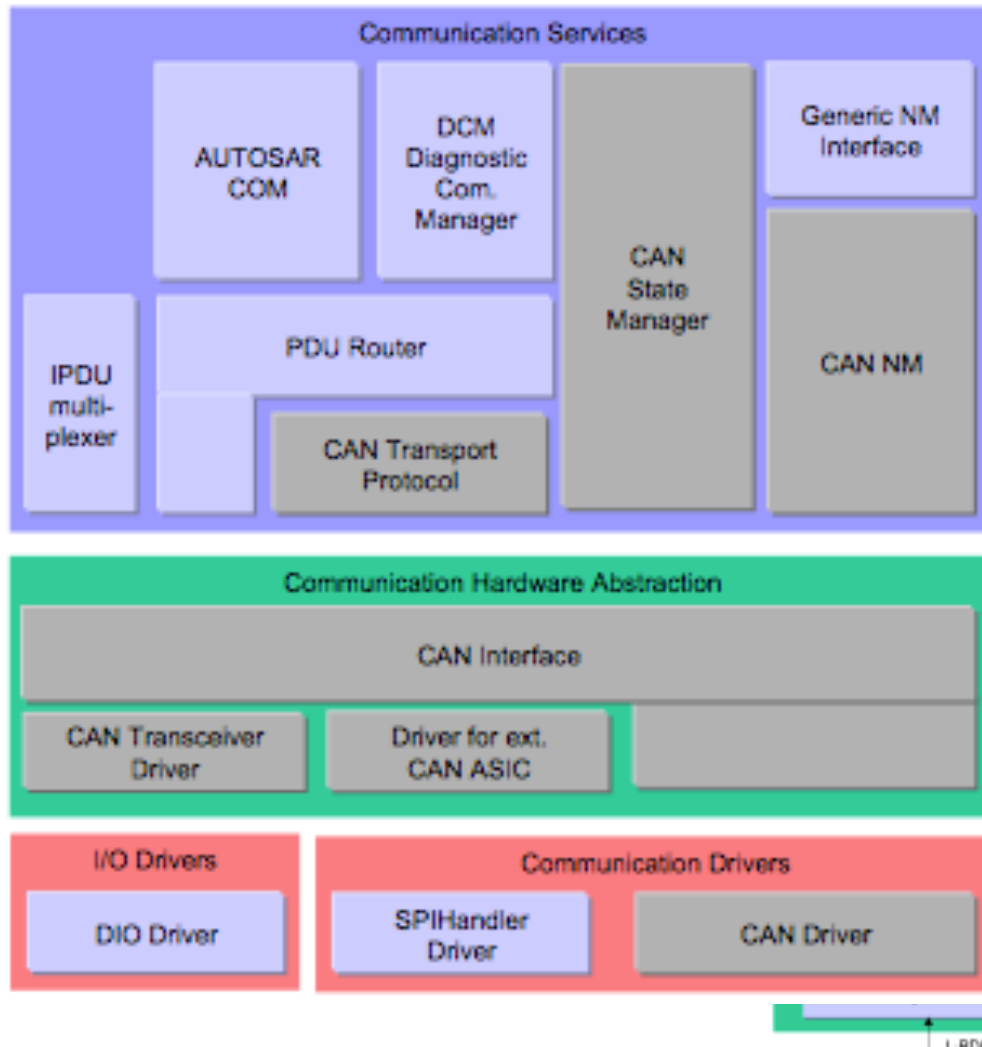 Communication Services
AUTOSAR
COM
DCM
Diagnostic
Com.
Manager
CAN
State
Manager
Generic NM
Interface
CAN NM
IPDU
multi-
plexer
PDU Router
CAN Transport
Protocol
Communication Hardware Abstraction
CAN Interface
CAN Transceiver
Driver
Driver for ext.
CAN ASIC
I/O Drivers
DIO Driver
Communication Drivers
SPIHandler
Driver
CAN Driver